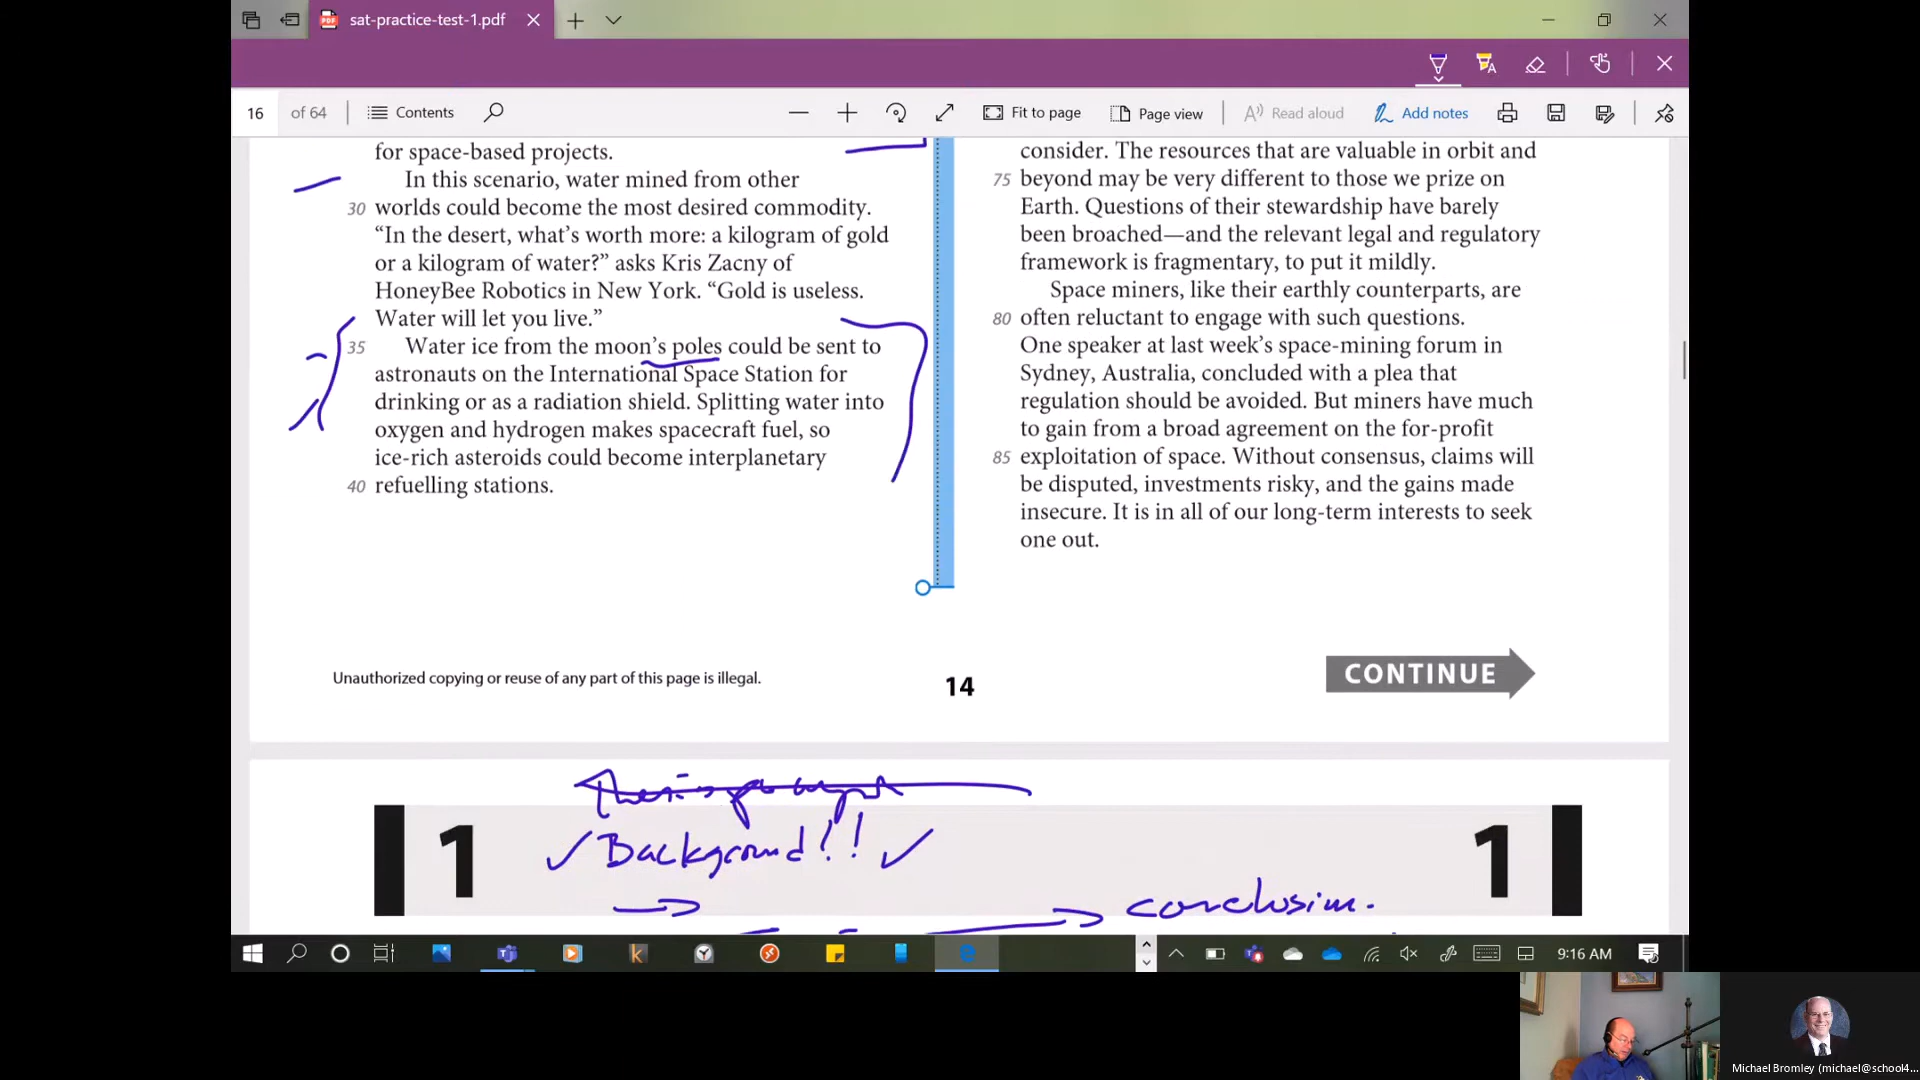 sat-practice-test-1.pdf
16 of 64 Contents Fit to page Page view Read aloud Add notes
for space-based projects.
In this scenario, water mined from other
30 worlds could become the most desired commodity.
“In the desert, what’s worth more: a kilogram of gold
or a kilogram of water?” asks Kris Zacny of
HoneyBee Robotics in New York. “Gold is useless.
Water will let you live.”
35 Water ice from the moon’s poles could be sent to
astronauts on the International Space Station for
drinking or as a radiation shield. Splitting water into
oxygen and hydrogen makes spacecraft fuel, so
ice-rich asteroids could become interplanetary
40 refuelling stations.
consider. The resources that are valuable in orbit and
75 beyond may be very different to those we prize on
Earth. Questions of their stewardship have barely
been broached—and the relevant legal and regulatory
framework is fragmentary, to put it mildly.
Space miners, like their earthly counterparts, are
80 often reluctant to engage with such questions.
One speaker at last week’s space-mining forum in
Sydney, Australia, concluded with a plea that
regulation should be avoided. But miners have much
to gain from a broad agreement on the for-profit
85 exploitation of space. Without consensus, claims will
be disputed, investments risky, and the gains made
insecure. It is in all of our long-term interests to seek
one out.
Unauthorized copying or reuse of any part of this page is illegal.
14
CONTINUE
1 Background!! 1
conclusion.
9:16 AM
Michael Bromley (michael@school4...